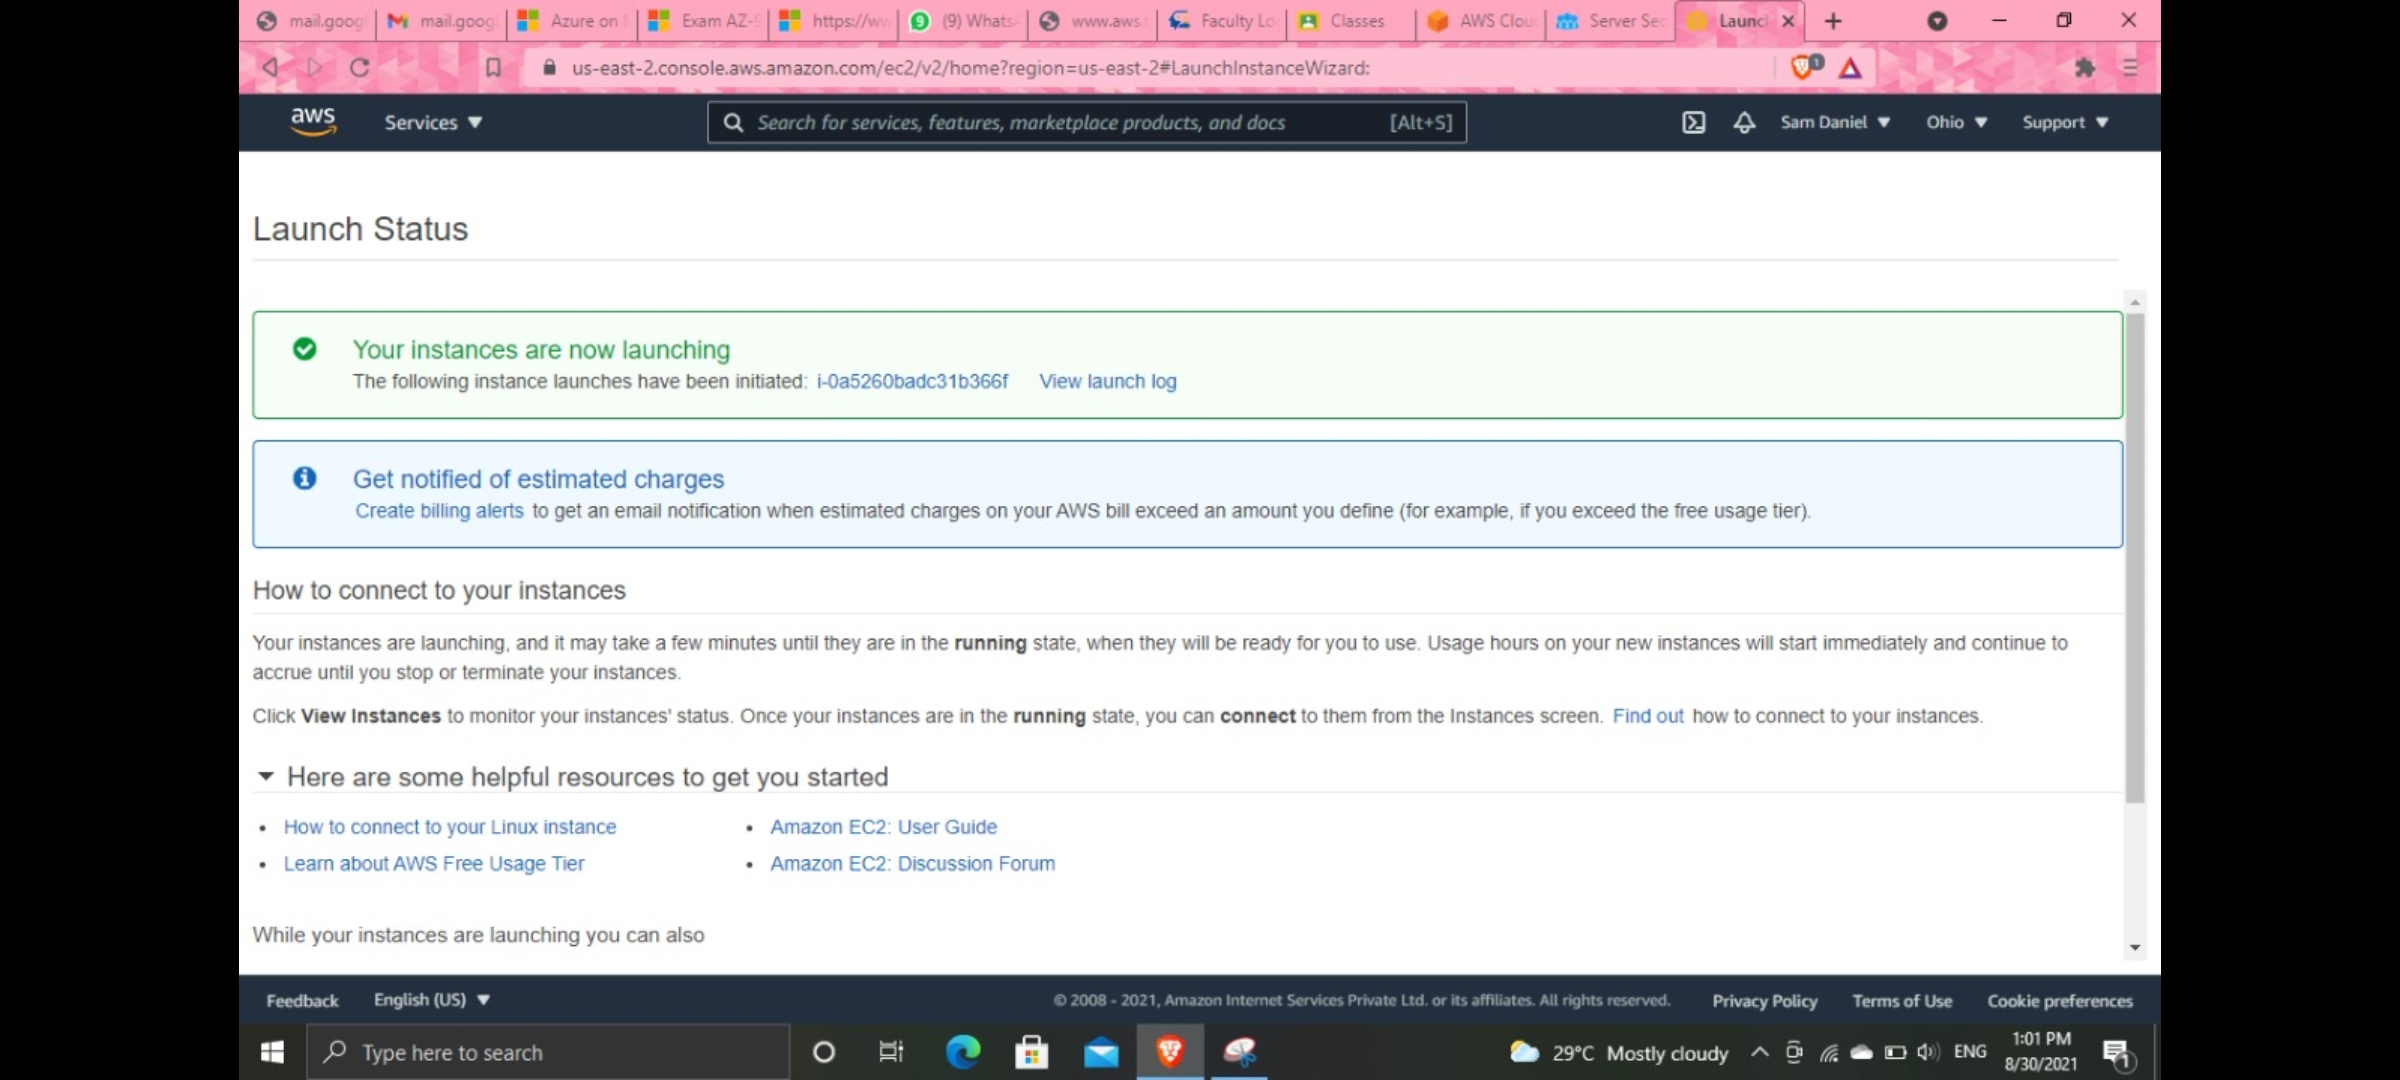 mail.goog mail.goog Azure on Exam AZ-9 https://ww (9) Whats www.aws. Faculty Lo Classes AWS Clou Server Sec Launc
us-east-2.console.aws.amazon.com/ec2/v2/home?region=us-east-2#LaunchInstanceWizard: 1
aws Services Search for services, features, marketplace products, and docs [Alt+S] Sam Daniel Ohio Support
Launch Status
Your instances are now launching
The following instance launches have been initiated: i-0a5260badc31b366f View launch log
Get notified of estimated charges
Create billing alerts to get an email notification when estimated charges on your AWS bill exceed an amount you define (for example, if you exceed the free usage tier).
How to connect to your instances
Your instances are launching, and it may take a few minutes until they are in the running state, when they will be ready for you to use. Usage hours on your new instances will start immediately and continue to
accrue until you stop or terminate your instances.
Click View Instances to monitor your instances' status. Once your instances are in the running state, you can connect to them from the Instances screen. Find out how to connect to your instances.
Here are some helpful resources to get you started
• How to connect to your Linux instance • Amazon EC2: User Guide
• Learn about AWS Free Usage Tier • Amazon EC2: Discussion Forum
While your instances are launching you can also
Feedback English (US) © 2008 - 2021, Amazon Internet Services Private Ltd. or its affiliates. All rights reserved. Privacy Policy Terms of Use Cookie preferences
Type here to search 29°C Mostly cloudy ENG 1:01 PM
8/30/2021 1